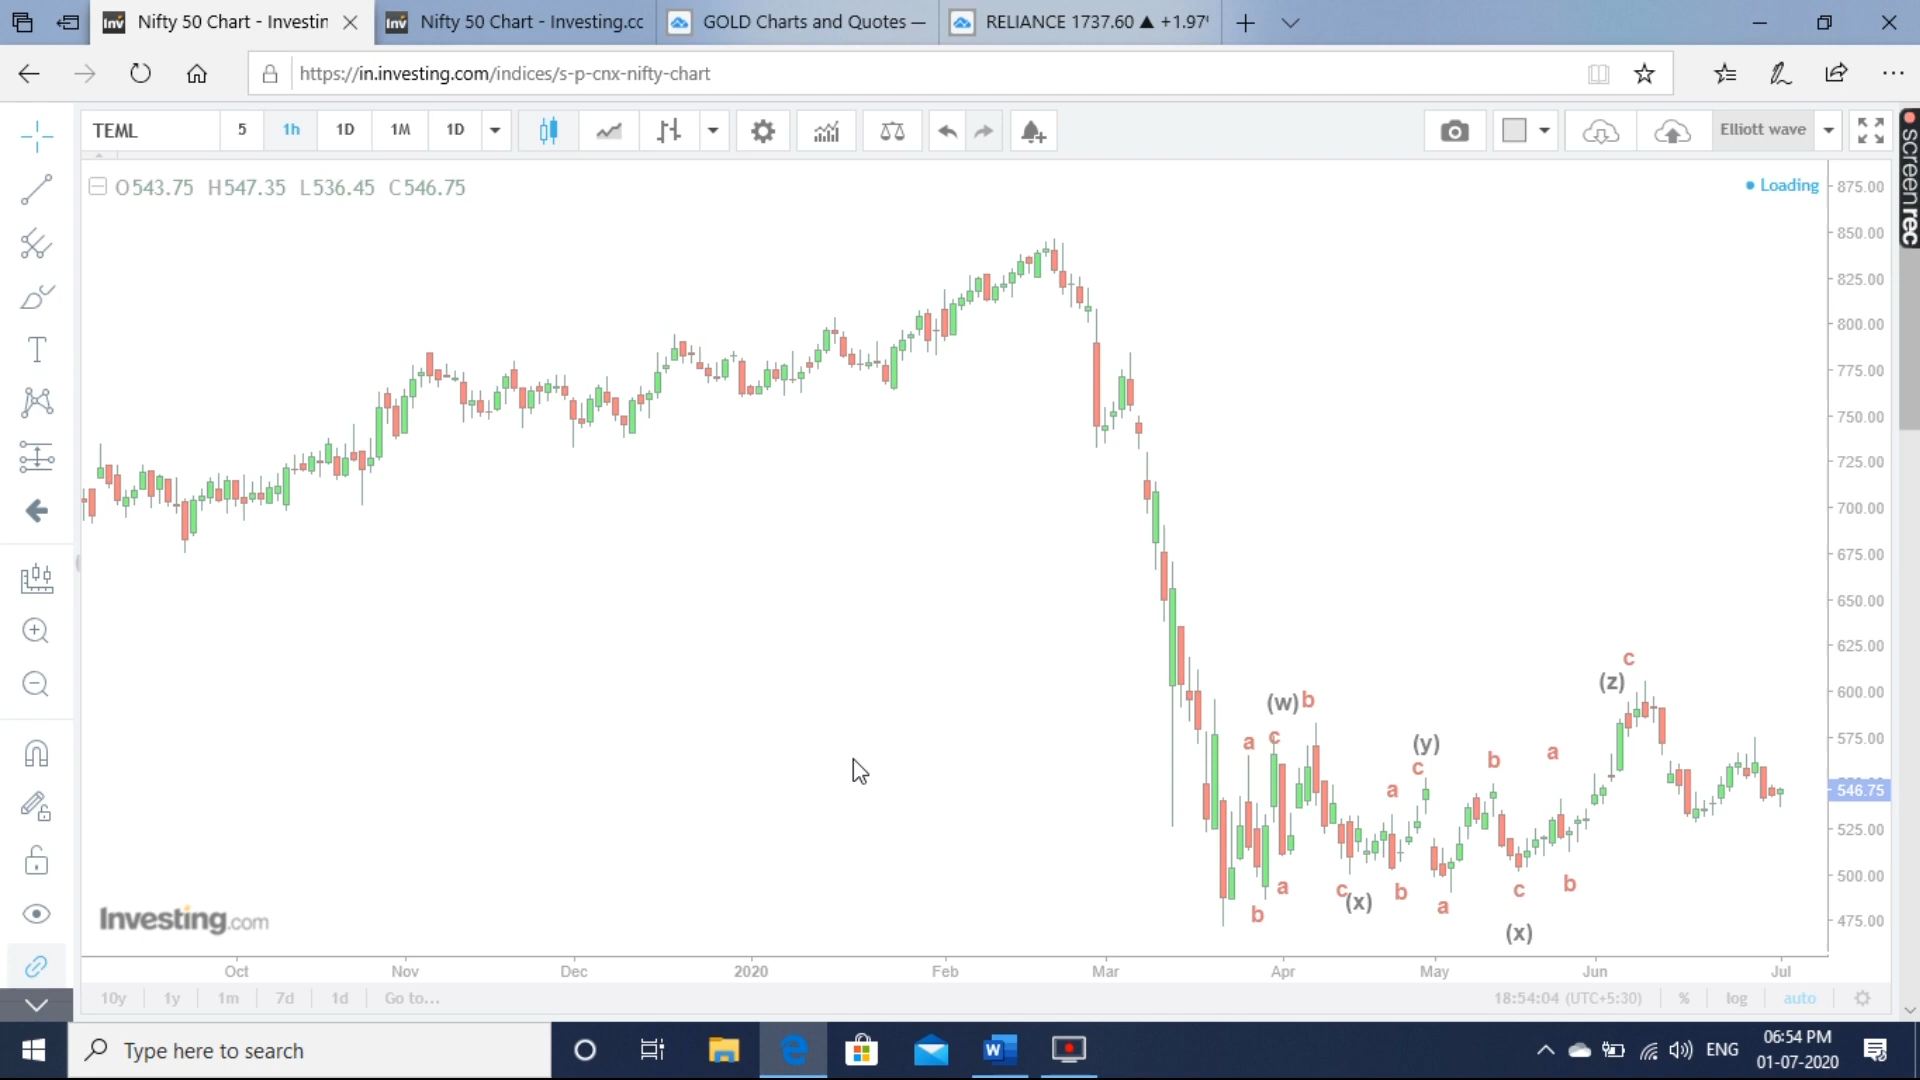 Nifty 50 Chart - Investin
Nifty 50 Chart - Investing.cc
GOLD Charts and Quotes —
RELIANCE 1737.60 ▲ +1.97
https://in.investing.com/indices/s-p-cnx-nifty-chart
TEML 5 1h 1D 1M 1D
Elliott wave
screenrec
O543.75 H547.35 L536.45 C546.75
Loading
875.00
850.00
825.00
800.00
775.00
750.00
725.00
700.00
675.00
650.00
625.00
c
(z)
600.00
(w) b
a c
(y)
575.00
c
b
a
a
546.75
525.00
500.00
a
c
(x)
b
a
c
b
b
475.00
(x)
Investing.com
Oct Nov Dec 2020 Feb Mar Apr May Jun Jul
10y 1y 1m 7d 1d Go to...
18:54:04 (UTC+5:30) % log auto
Type here to search
ENG
06:54 PM
01-07-2020